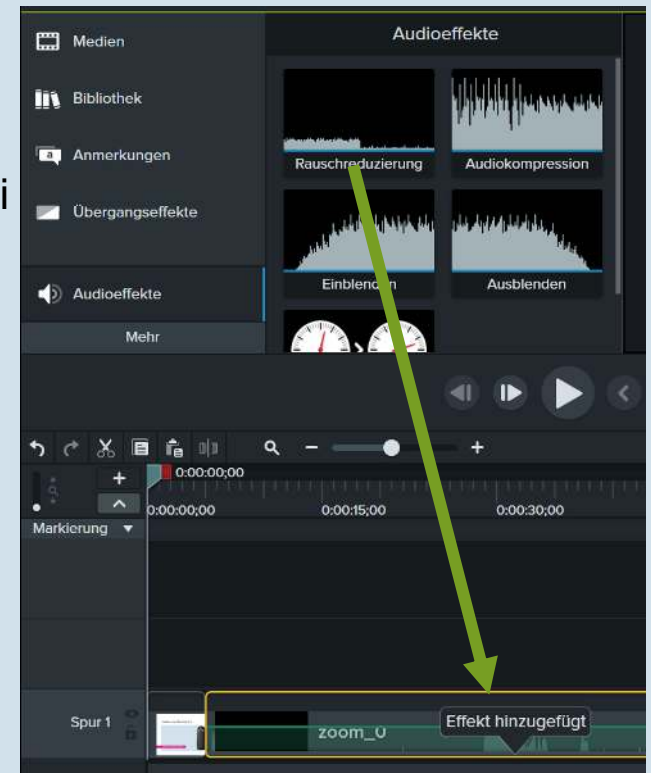 Medien
Bibliothek
Anmerkungen
Übergangseffekte
Audioeffekte
Mehr
Audioeffekte
Rauschreduzierung
Audiokompression
Einblenden
Ausblenden
i
0:00:00;00
0:00:00;00
0:00:15;00
0:00:30;00
Markierung
Spur 1
zoom_0
Effekt hinzugefügt